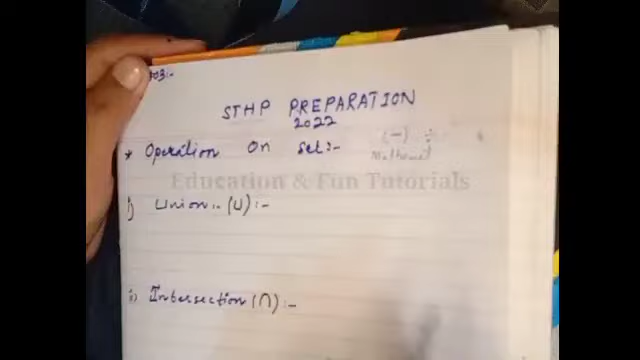 STHP PREPARATION
2022
* Operation On Set:-
(-) ÷
Education & Fun Tutorials
i) Union:- (U):-
ii) Intersection (∩):-